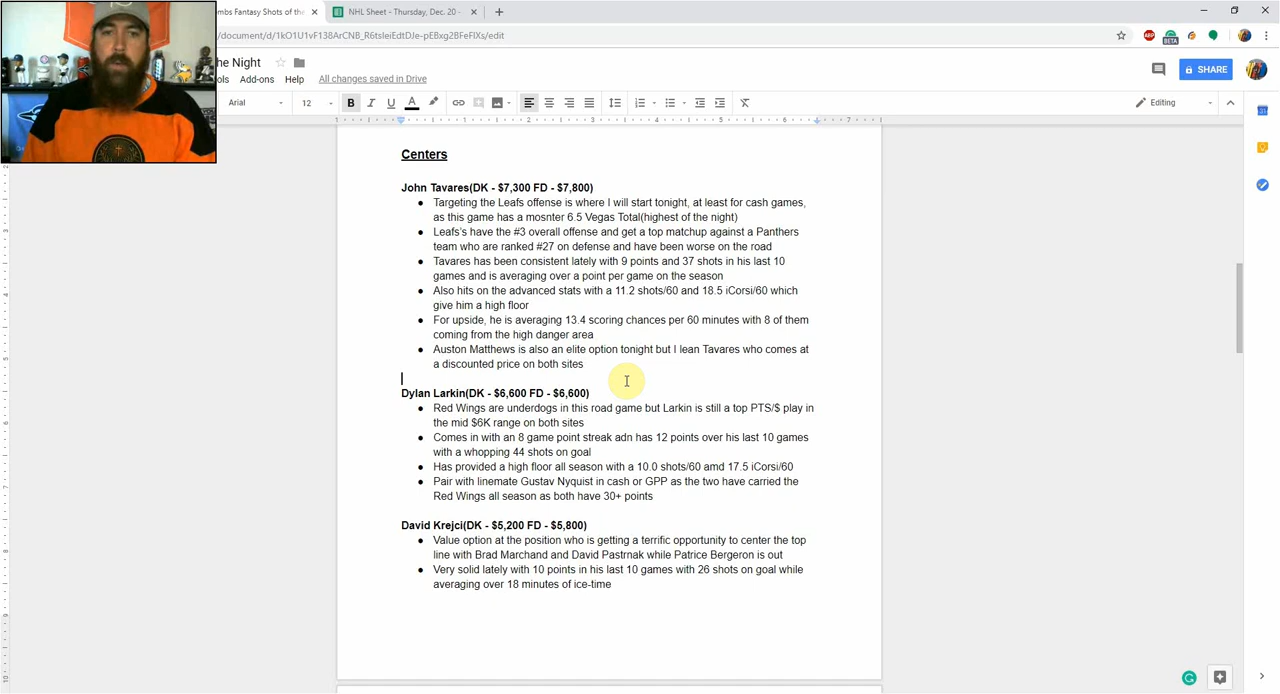 mbs Fantasy Shots of the
NHL Sheet - Thursday, Dec. 20 -
/document/d/1kO1U1vF138ArCNB_R6tsleiEdtDJe-pEBxg2BFeFIXs/edit
he Night
ols Add-ons Help All changes saved in Drive
SHARE
Arial 12 B I U A Editing
1 1 2 3 4 5 6 7
Centers
John Tavares(DK - $7,300 FD - $7,800)
● Targeting the Leafs offense is where I will start tonight, at least for cash games,
as this game has a mosnter 6.5 Vegas Total(highest of the night)
● Leafs's have the #3 overall offense and get a top matchup against a Panthers
team who are ranked #27 on defense and have been worse on the road
● Tavares has been consistent lately with 9 points and 37 shots in his last 10
games and is averaging over a point per game on the season
● Also hits on the advanced stats with a 11.2 shots/60 and 18.5 iCorsi/60 which
give him a high floor
● For upside, he is averaging 13.4 scoring chances per 60 minutes with 8 of them
coming from the high danger area
● Auston Matthews is also an elite option tonight but I lean Tavares who comes at
a discounted price on both sites
Dylan Larkin(DK - $6,600 FD - $6,600)
● Red Wings are underdogs in this road game but Larkin is still a top PTS/$ play in
the mid $6K range on both sites
● Comes in with an 8 game point streak adn has 12 points over his last 10 games
with a whopping 44 shots on goal
● Has provided a high floor all season with a 10.0 shots/60 amd 17.5 iCorsi/60
● Pair with linemate Gustav Nyquist in cash or GPP as the two have carried the
Red Wings all season as both have 30+ points
David Krejci(DK - $5,200 FD - $5,800)
● Value option at the position who is getting a terrific opportunity to center the top
line with Brad Marchand and David Pastrnak while Patrice Bergeron is out
● Very solid lately with 10 points in his last 10 games with 26 shots on goal while
averaging over 18 minutes of ice-time